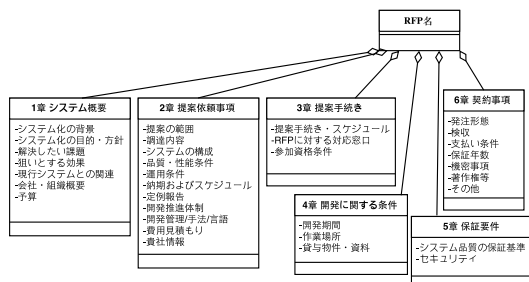 RFP名
1章 システム概要
-システム化の背景
-システム化の目的・方針
-解決したい課題
-狙いとする効果
-現行システムとの関連
-会社・組織概要
-予算
2章 提案依頼事項
-提案の範囲
-調達内容
-システムの構成
-品質・性能条件
-運用条件
-納期およびスケジュール
-定例報告
-開発推進体制
-開発管理/手法/言語
-費用見積もり
-貴社情報
3章 提案手続き
-提案手続き・スケジュール
-RFPに対する対応窓口
-参加資格条件
4章 開発に関する条件
-開発期間
-作業場所
-貸与物件・資料
5章 保証要件
-システム品質の保証基準
-セキュリティ
6章 契約事項
-発注形態
-検収
-支払い条件
-保証年数
-機密事項
-著作権等
-その他